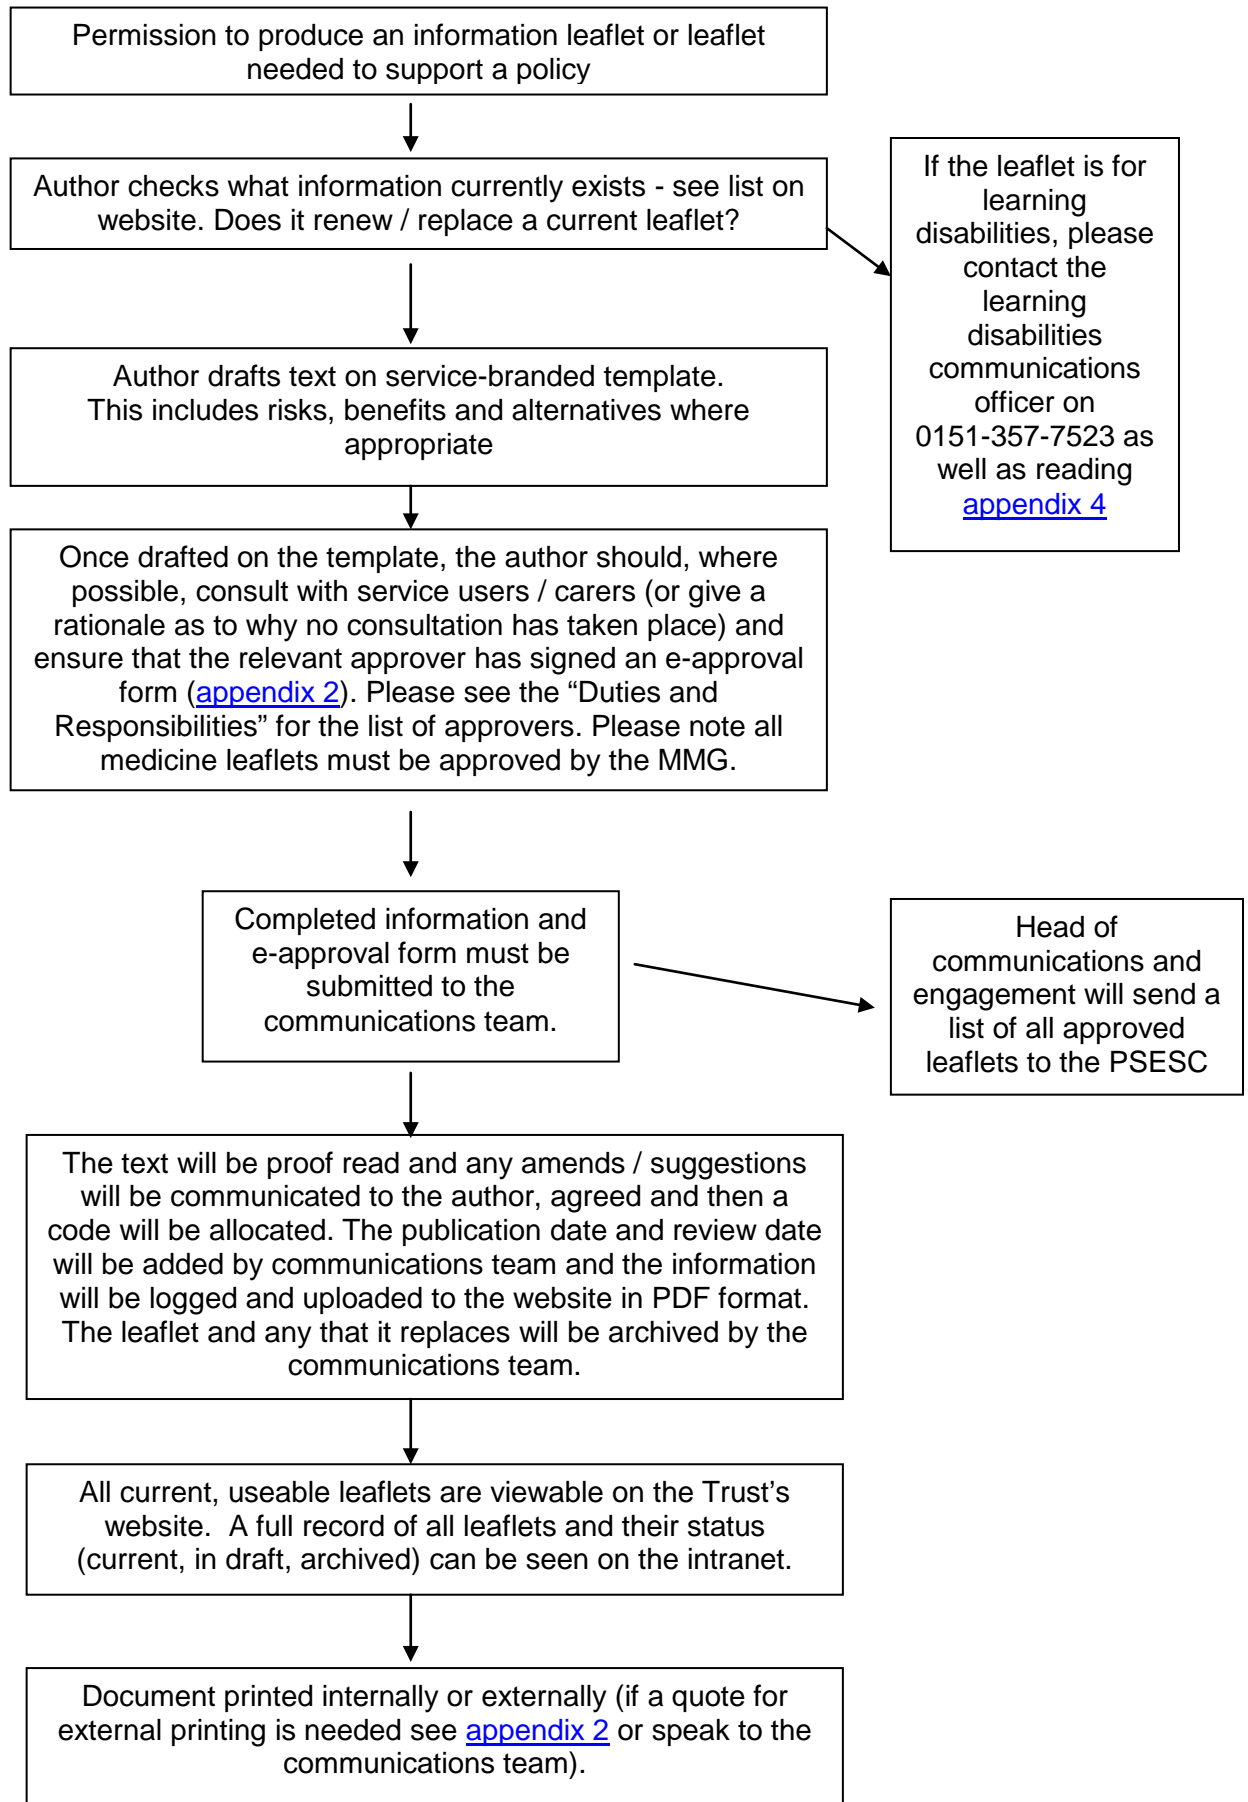 Permission to produce an information leaflet or leaflet
needed to support a policy
Author checks what information currently exists - see list on
website. Does it renew / replace a current leaflet?
If the leaflet is for
learning
disabilities, please
contact the
learning
disabilities
communications
officer on
0151-357-7523 as
well as reading
appendix 4
Author drafts text on service-branded template.
This includes risks, benefits and alternatives where
appropriate
Once drafted on the template, the author should, where
possible, consult with service users / carers (or give a
rationale as to why no consultation has taken place) and
ensure that the relevant approver has signed an e-approval
form (appendix 2). Please see the “Duties and
Responsibilities” for the list of approvers. Please note all
medicine leaflets must be approved by the MMG.
Completed information and
e-approval form must be
submitted to the
communications team.
Head of
communications and
engagement will send a
list of all approved
leaflets to the PSESC
The text will be proof read and any amends / suggestions
will be communicated to the author, agreed and then a
code will be allocated. The publication date and review date
will be added by communications team and the information
will be logged and uploaded to the website in PDF format.
The leaflet and any that it replaces will be archived by the
communications team.
All current, useable leaflets are viewable on the Trust’s
website.  A full record of all leaflets and their status
(current, in draft, archived) can be seen on the intranet.
Document printed internally or externally (if a quote for
external printing is needed see appendix 2 or speak to the
communications team).